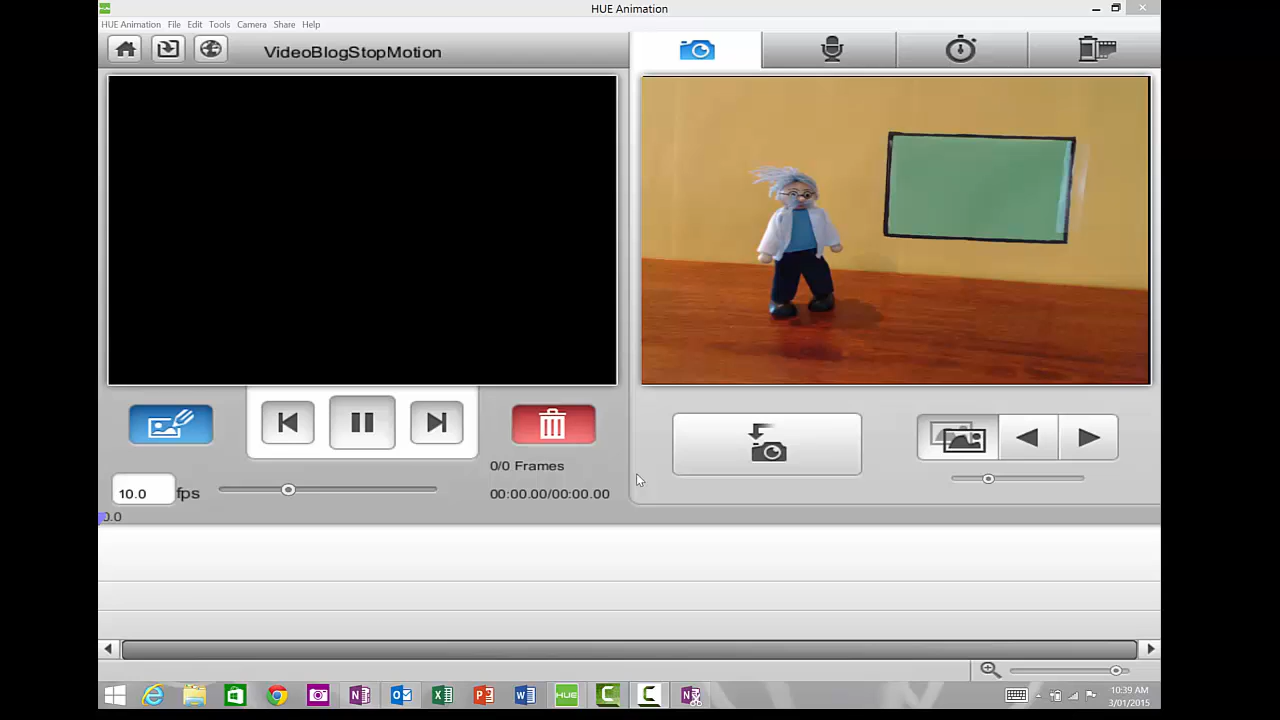 HUE Animation
HUE Animation File Edit Tools Camera Share Help
VideoBlogStopMotion
0/0 Frames
10.0 fps
00:00.00/00:00.00
0.0
HUE
10:39 AM
3/01/2015